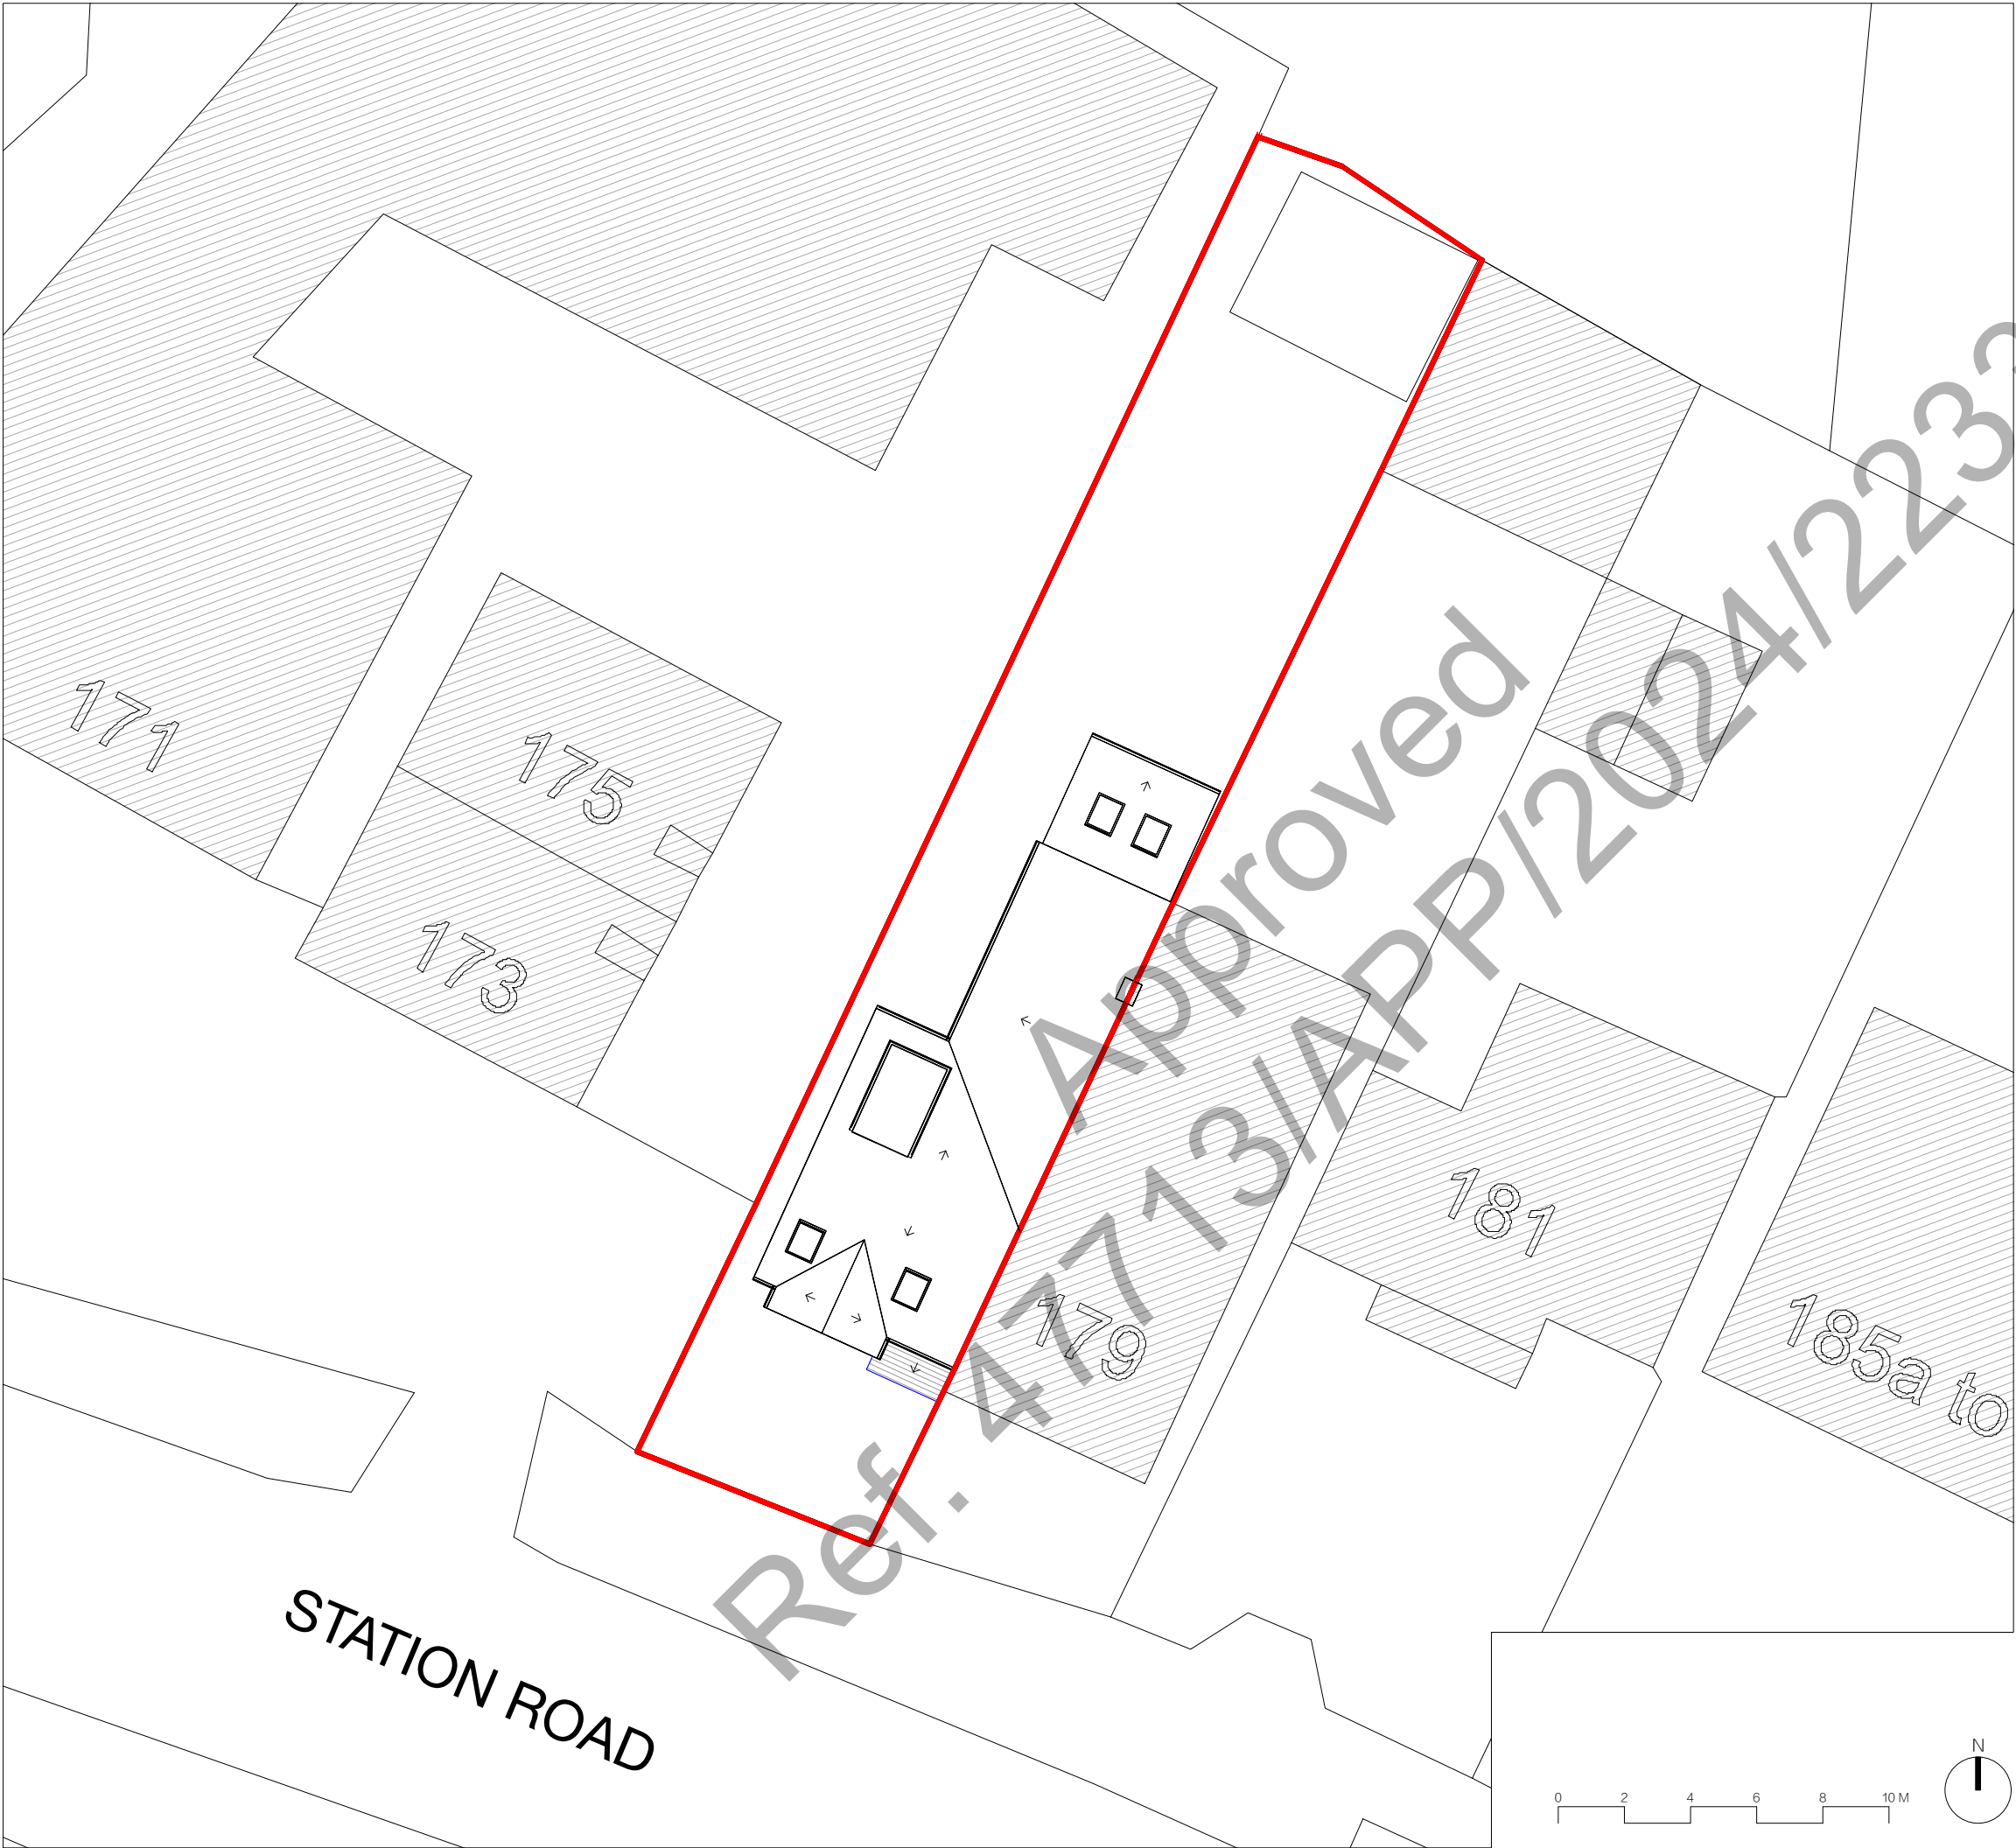 171
175
173
179
181
185a to
STATION ROAD
Approved
Ref. 47713/APP/2024/2233
N
0 2 4 6 8 10 M